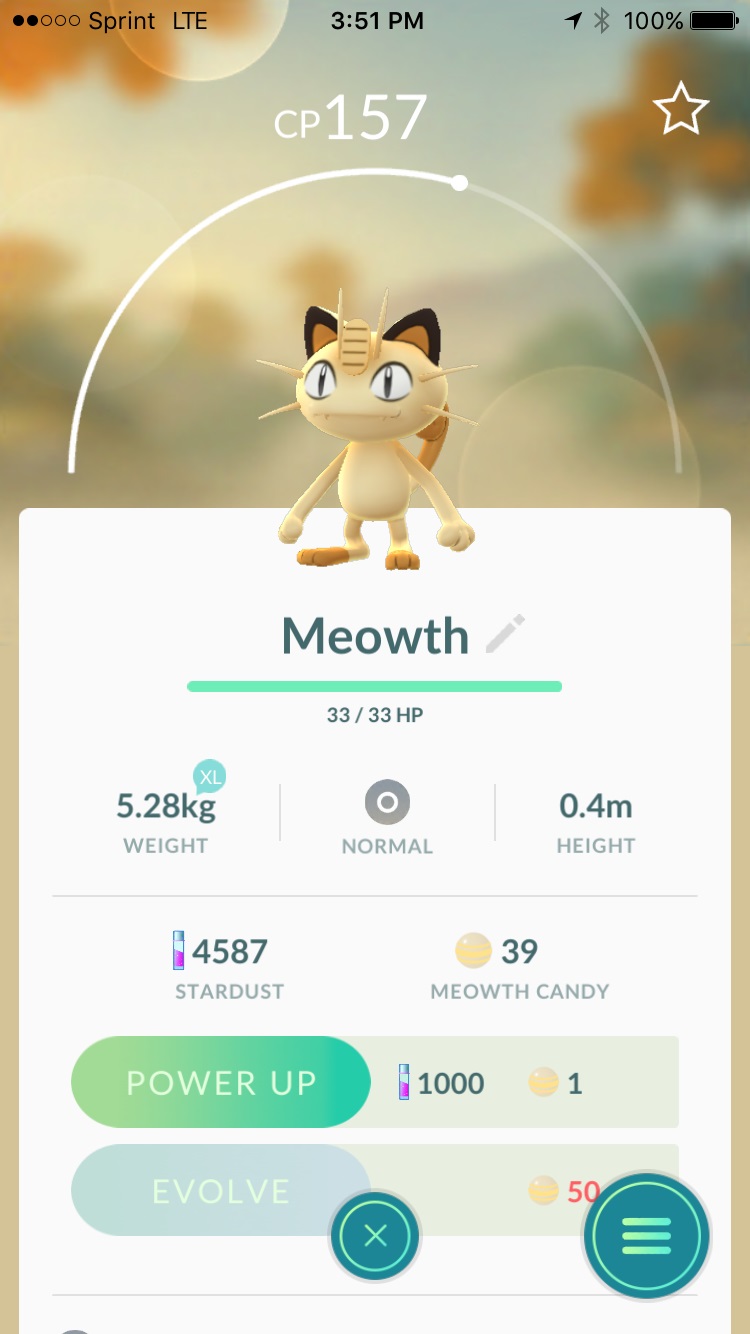 Sprint LTE 3:51 PM 100%
CP157
Meowth
33 / 33 HP
XL
5.28kg 0.4m
WEIGHT NORMAL HEIGHT
4587 39
STARDUST MEOWTH CANDY
POWER UP 1000 1
EVOLVE 50